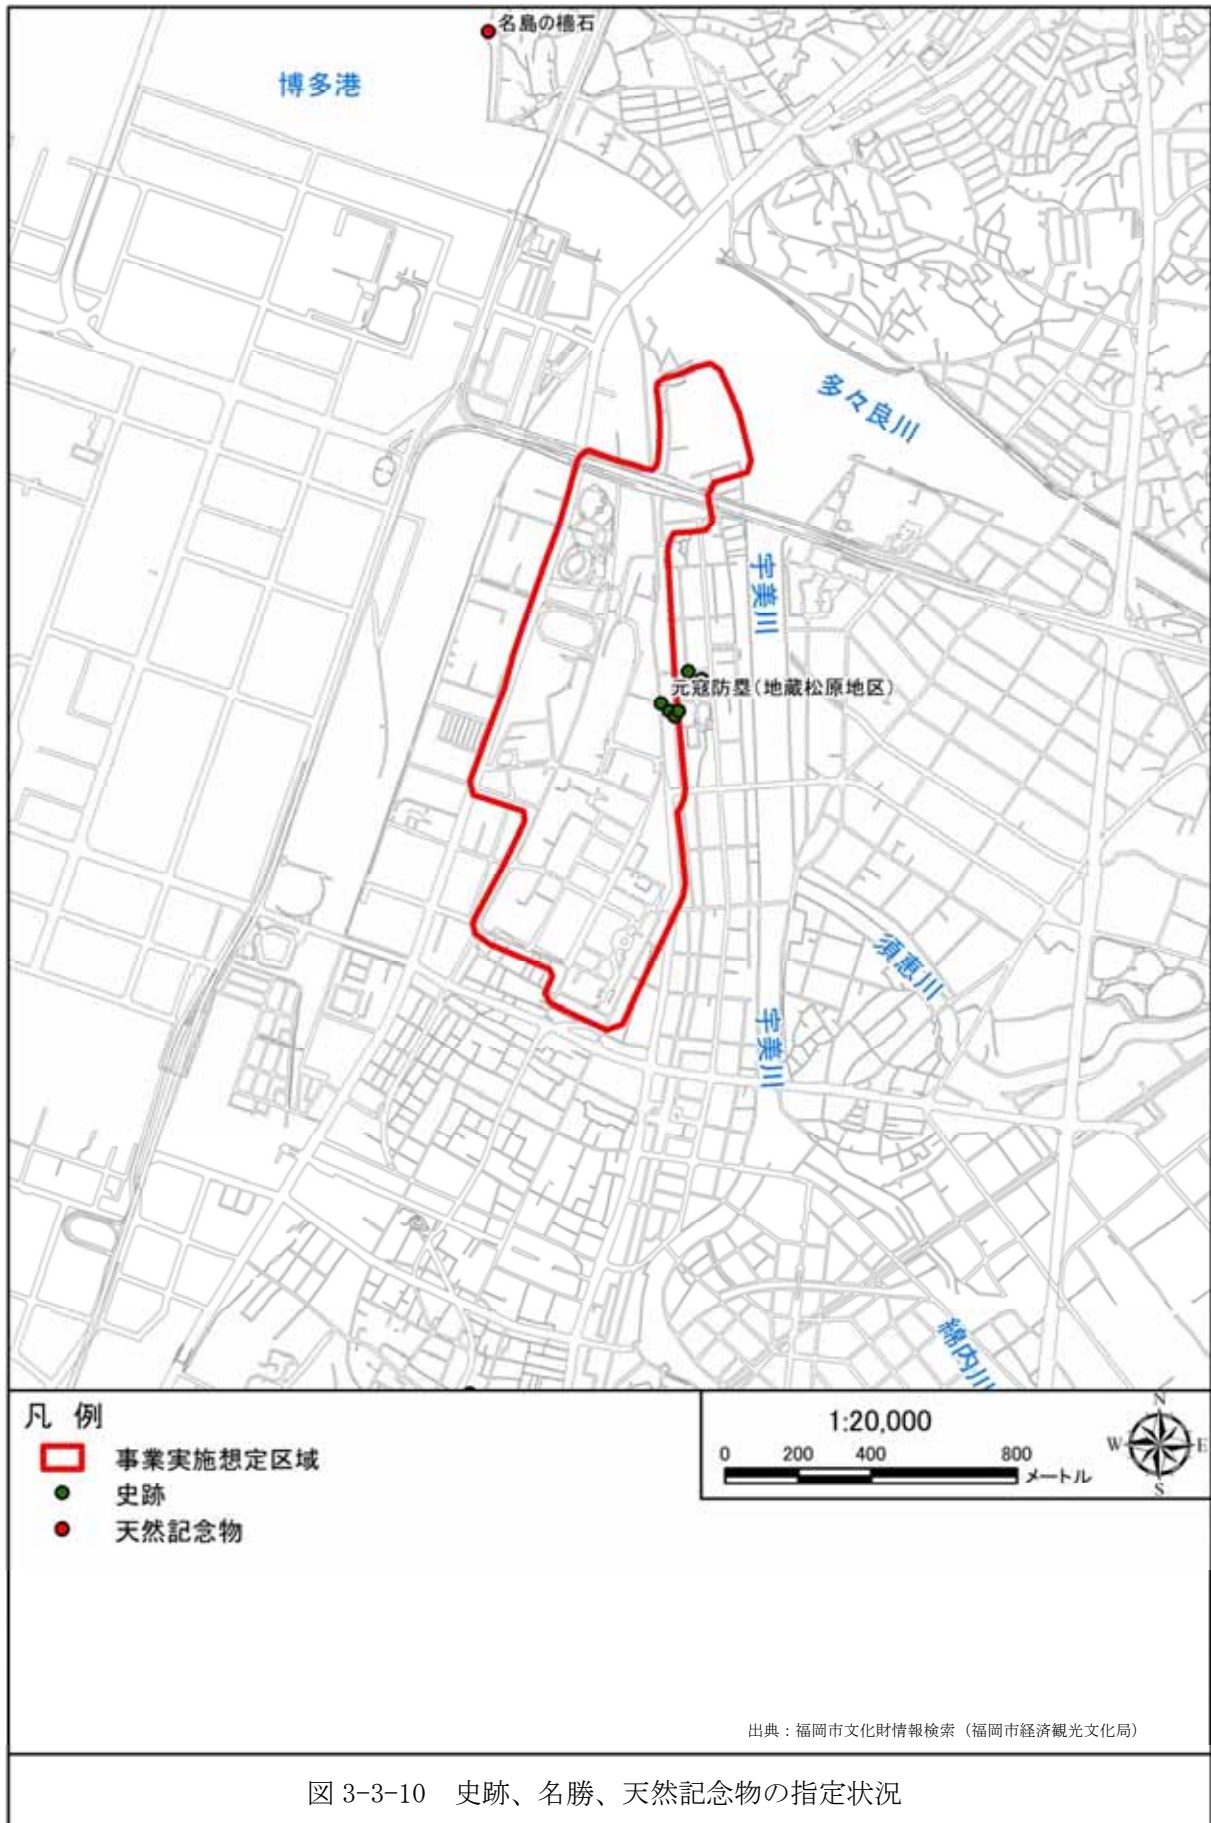 名島の檣石
博多港
多々良川
宇美川
元寇防塁(地蔵松原地区)
須恵川
宇美川
綿内川
凡 例
事業実施想定区域
史跡
天然記念物
1:20,000
0 200 400 800
メートル
N
W E
S
出典:福岡市文化財情報検索(福岡市経済観光文化局)
図 3-3-10 史跡、名勝、天然記念物の指定状況